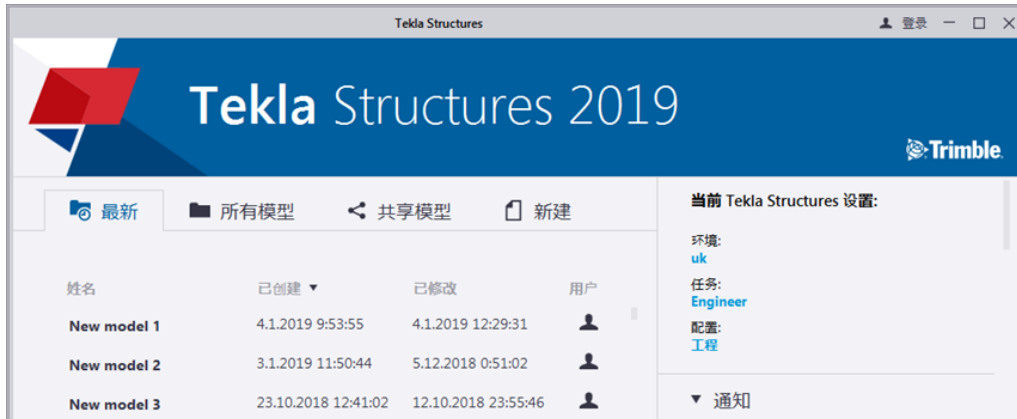 Tekla Structures
登录
Tekla Structures 2019
Trimble.
最新 所有模型 共享模型 新建
姓名 已创建 已修改 用户
New model 1 4.1.2019 9:53:55 4.1.2019 12:29:31
New model 2 3.1.2019 11:50:44 5.12.2018 0:51:02
New model 3 23.10.2018 12:41:02 12.10.2018 23:55:46
当前 Tekla Structures 设置:
环境:
uk
任务:
Engineer
配置:
工程
通知